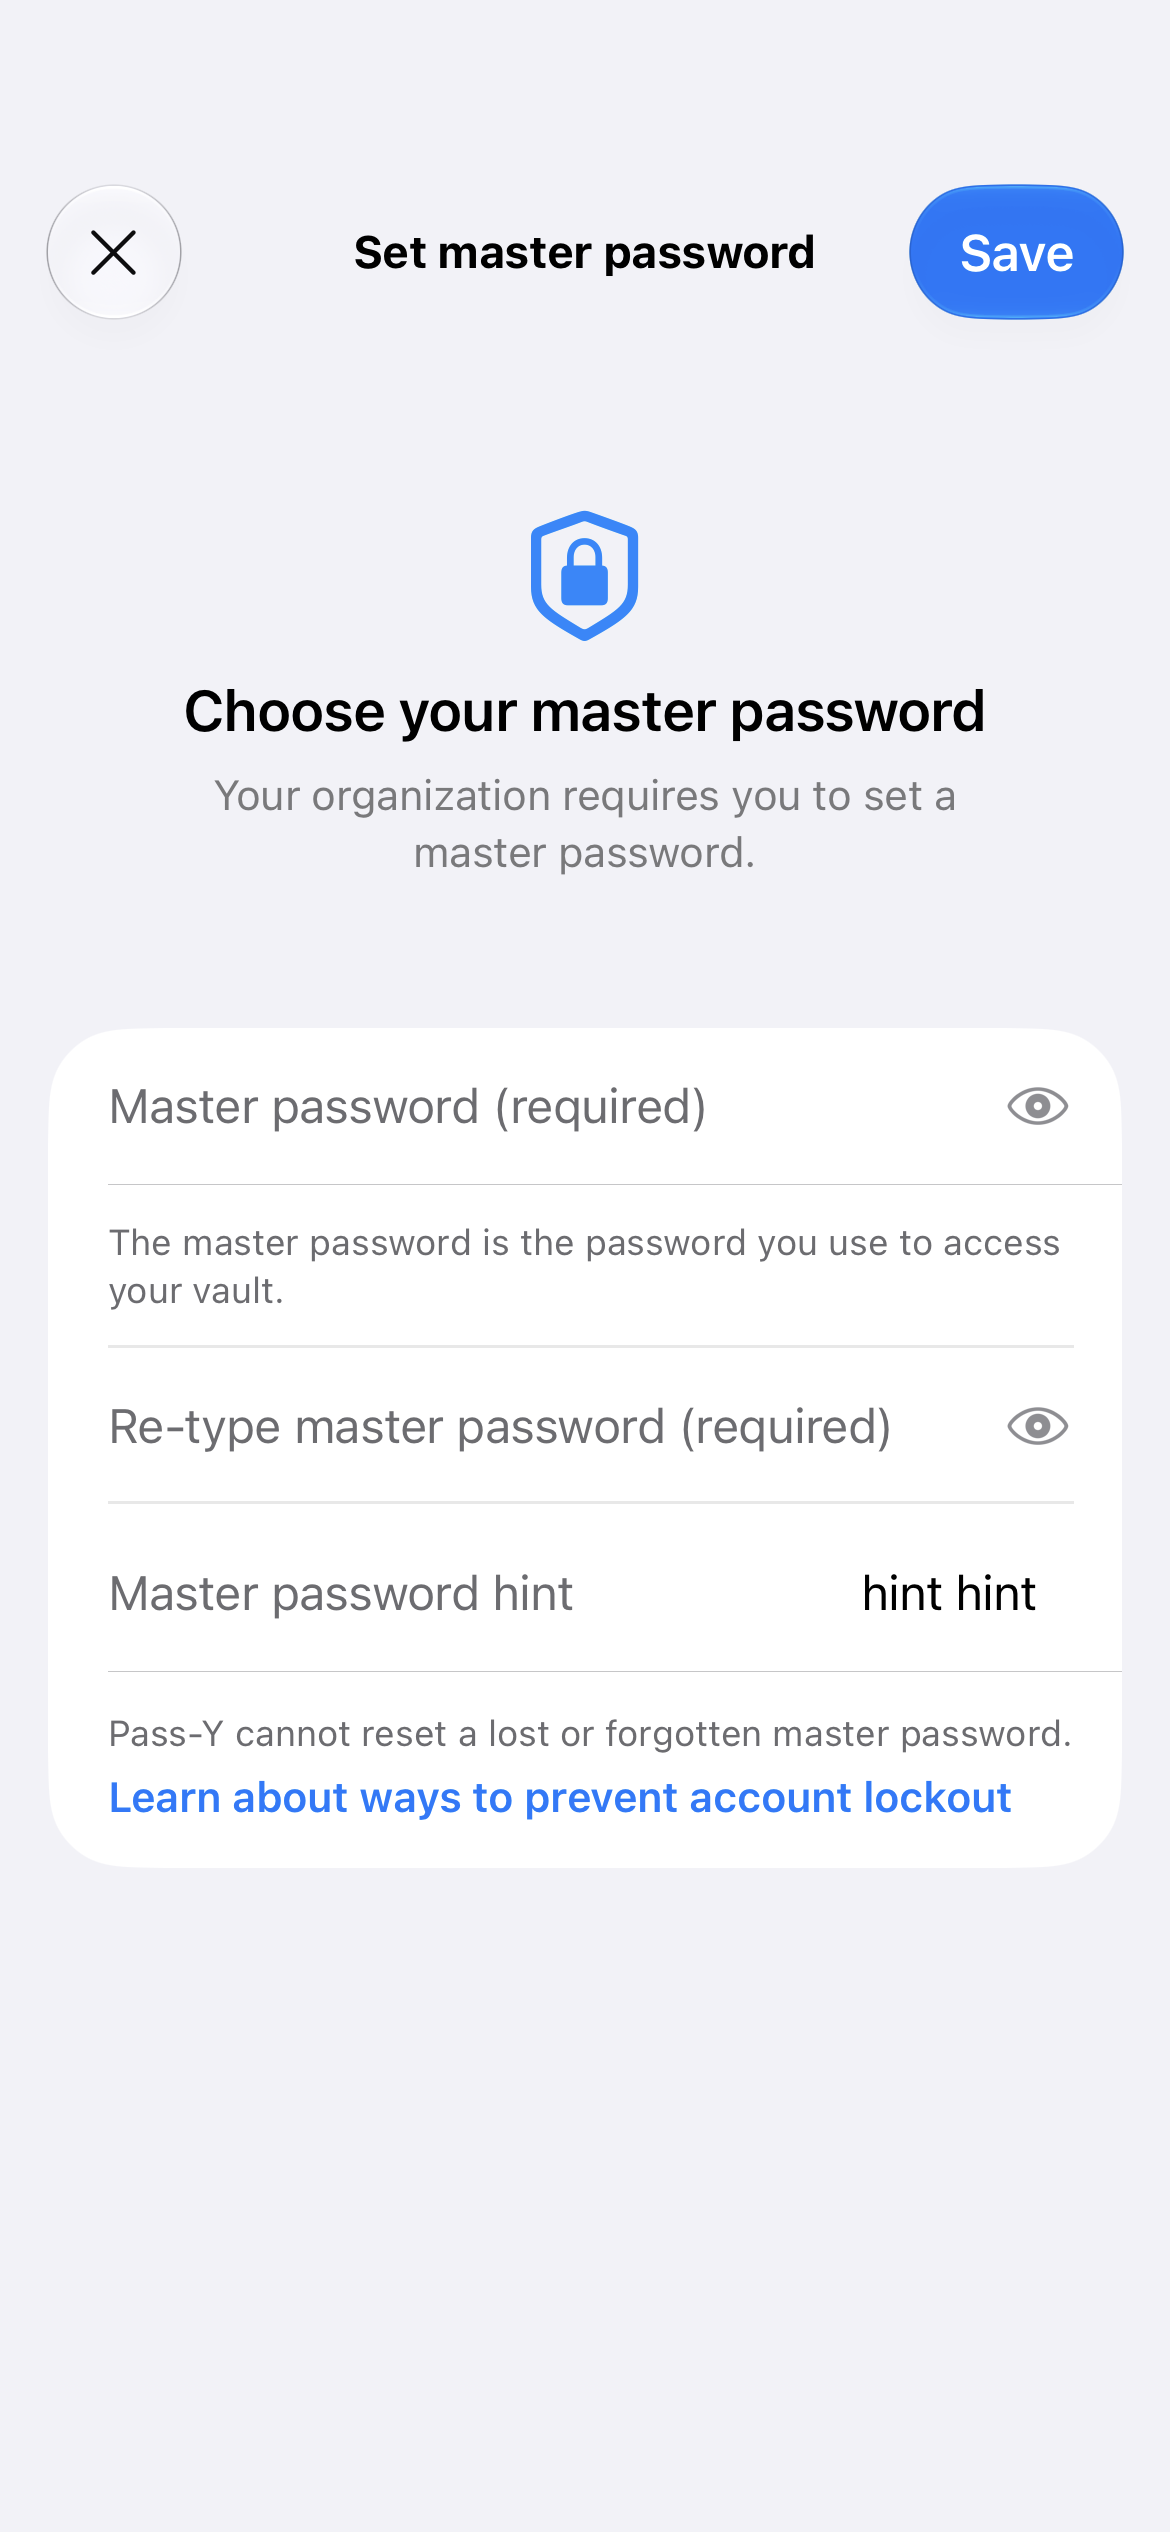 Set master password
Save
Choose your master password
Your organization requires you to set a
master password.
Master password (required)
The master password is the password you use to access
your vault.
Re-type master password (required)
Master password hint hint hint
Pass-Y cannot reset a lost or forgotten master password.
Learn about ways to prevent account lockout